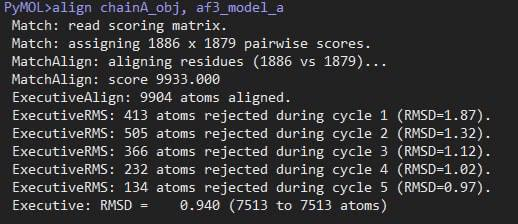 PyMOL>align chainA_obj, af3_model_a
Match: read scoring matrix.
Match: assigning 1886 x 1879 pairwise scores.
MatchAlign: aligning residues (1886 vs 1879)...
MatchAlign: score 9933.000
ExecutiveAlign: 9904 atoms aligned.
ExecutiveRMS: 413 atoms rejected during cycle 1 (RMSD=1.87).
ExecutiveRMS: 505 atoms rejected during cycle 2 (RMSD=1.32).
ExecutiveRMS: 366 atoms rejected during cycle 3 (RMSD=1.12).
ExecutiveRMS: 232 atoms rejected during cycle 4 (RMSD=1.02).
ExecutiveRMS: 134 atoms rejected during cycle 5 (RMSD=0.97).
Executive: RMSD =    0.940 (7513 to 7513 atoms)